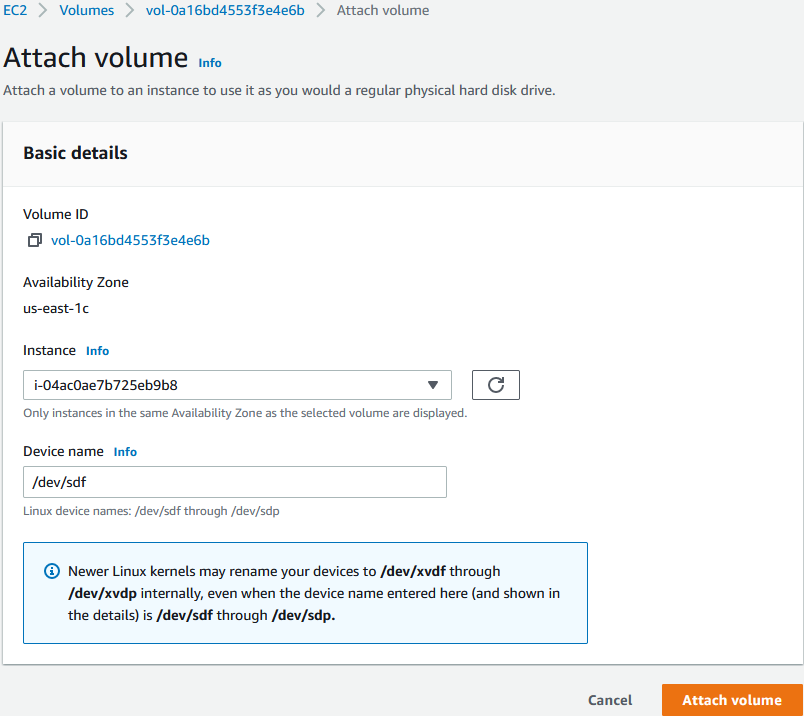 EC2 > Volumes > vol-0a16bd4553f3e4e6b > Attach volume
Attach volume Info
Attach a volume to an instance to use it as you would a regular physical hard disk drive.
Basic details
Volume ID
vol-0a16bd4553f3e4e6b
Availability Zone
us-east-1c
Instance Info
i-04ac0ae7b725eb9b8
Only instances in the same Availability Zone as the selected volume are displayed.
Device name Info
/dev/sdf
Linux device names: /dev/sdf through /dev/sdp
Newer Linux kernels may rename your devices to /dev/xvdf through
/dev/xvdp internally, even when the device name entered here (and shown in
the details) is /dev/sdf through /dev/sdp.
Cancel Attach volume